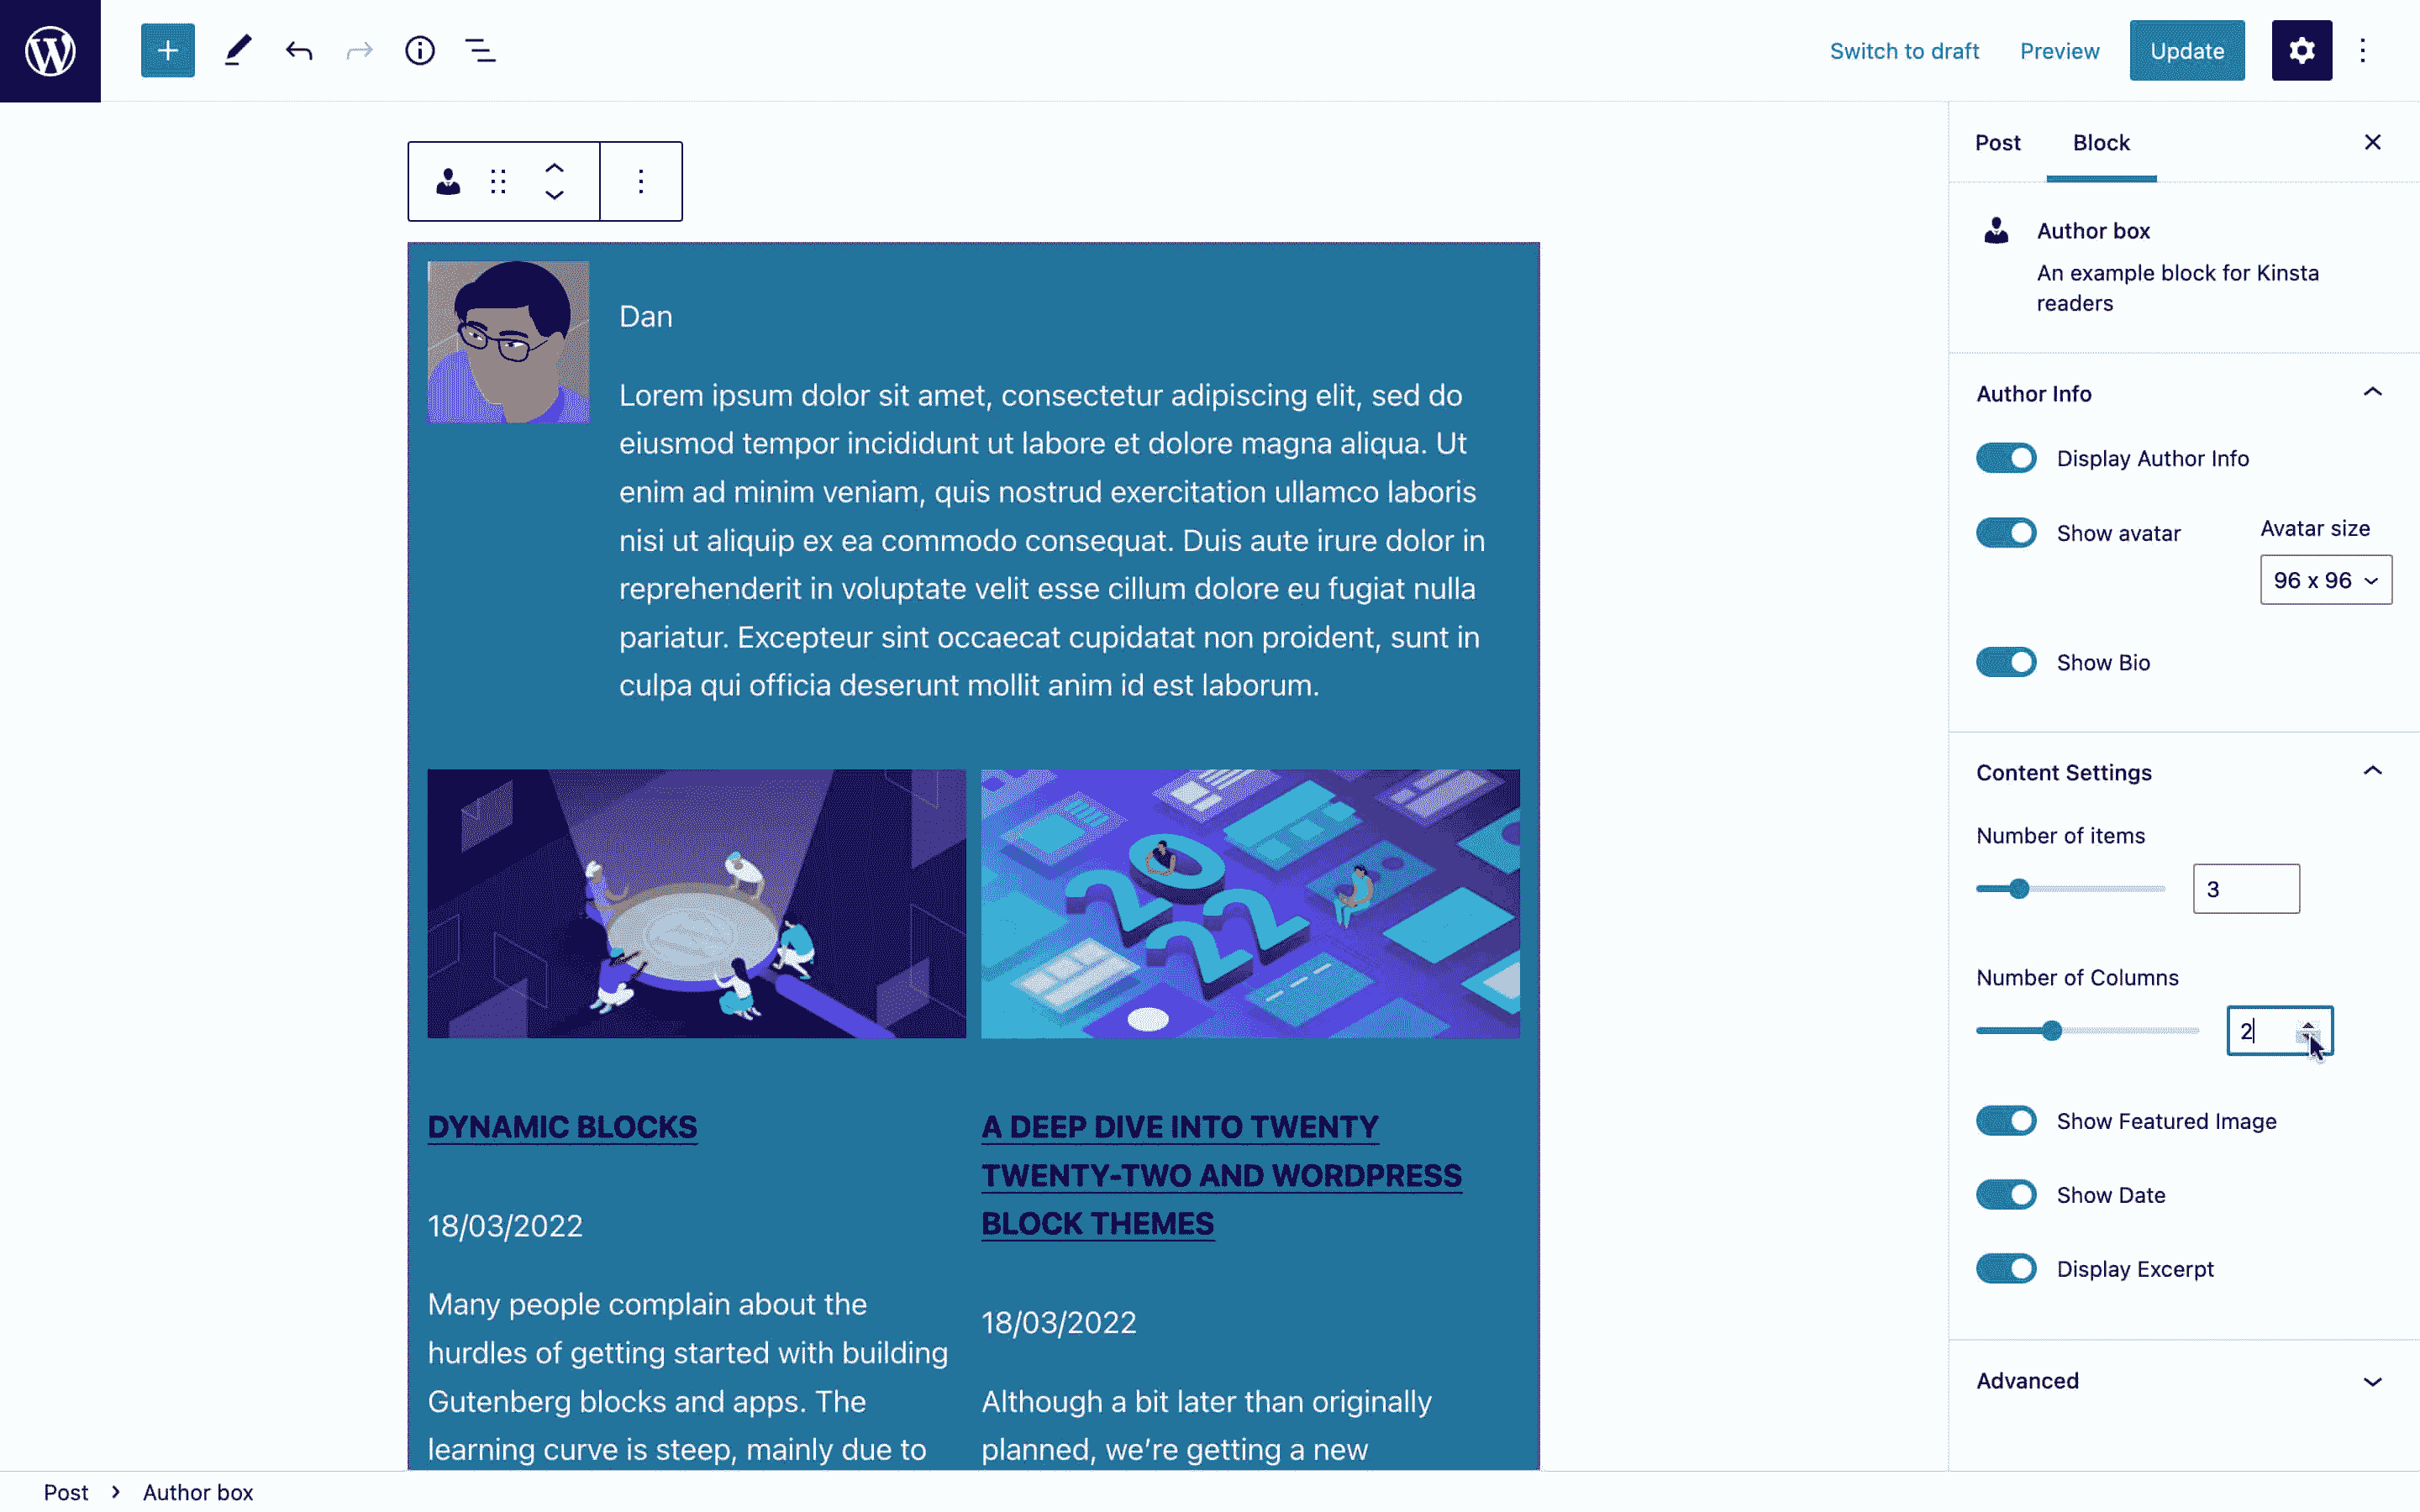 Switch to draft
Preview
Update
Post
Block
Author box
An example block for Kinsta
readers
Author Info
Display Author Info
Show avatar
Avatar size
96 x 96
Show Bio
Content Settings
Number of items
3
Number of Columns
2
Show Featured Image
Show Date
Display Excerpt
Advanced
Dan
Lorem ipsum dolor sit amet, consectetur adipiscing elit, sed do
eiusmod tempor incididunt ut labore et dolore magna aliqua. Ut
enim ad minim veniam, quis nostrud exercitation ullamco laboris
nisi ut aliquip ex ea commodo consequat. Duis aute irure dolor in
reprehenderit in voluptate velit esse cillum dolore eu fugiat nulla
pariatur. Excepteur sint occaecat cupidatat non proident, sunt in
culpa qui officia deserunt mollit anim id est laborum.
2022
DYNAMIC BLOCKS
18/03/2022
Many people complain about the
hurdles of getting started with building
Gutenberg blocks and apps. The
learning curve is steep, mainly due to
A DEEP DIVE INTO TWENTY
TWENTY-TWO AND WORDPRESS
BLOCK THEMES
18/03/2022
Although a bit later than originally
planned, we’re getting a new
Post
Author box